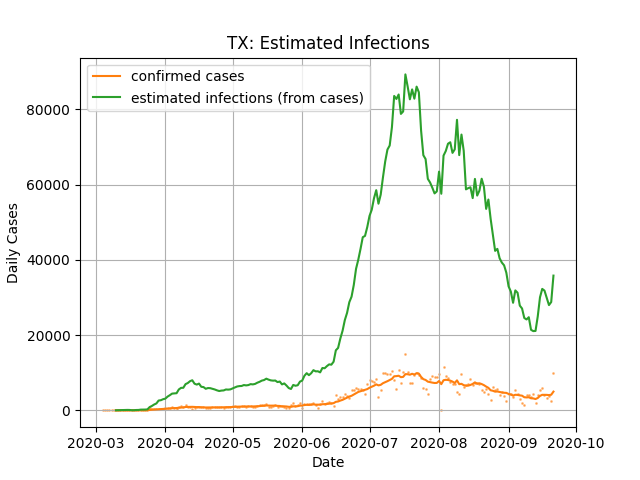 TX: Estimated Infections
confirmed cases
estimated infections (from cases)
80000
60000
40000
20000
0
Daily Cases
2020-03 2020-04 2020-05 2020-06 2020-07 2020-08 2020-09 2020-10
Date